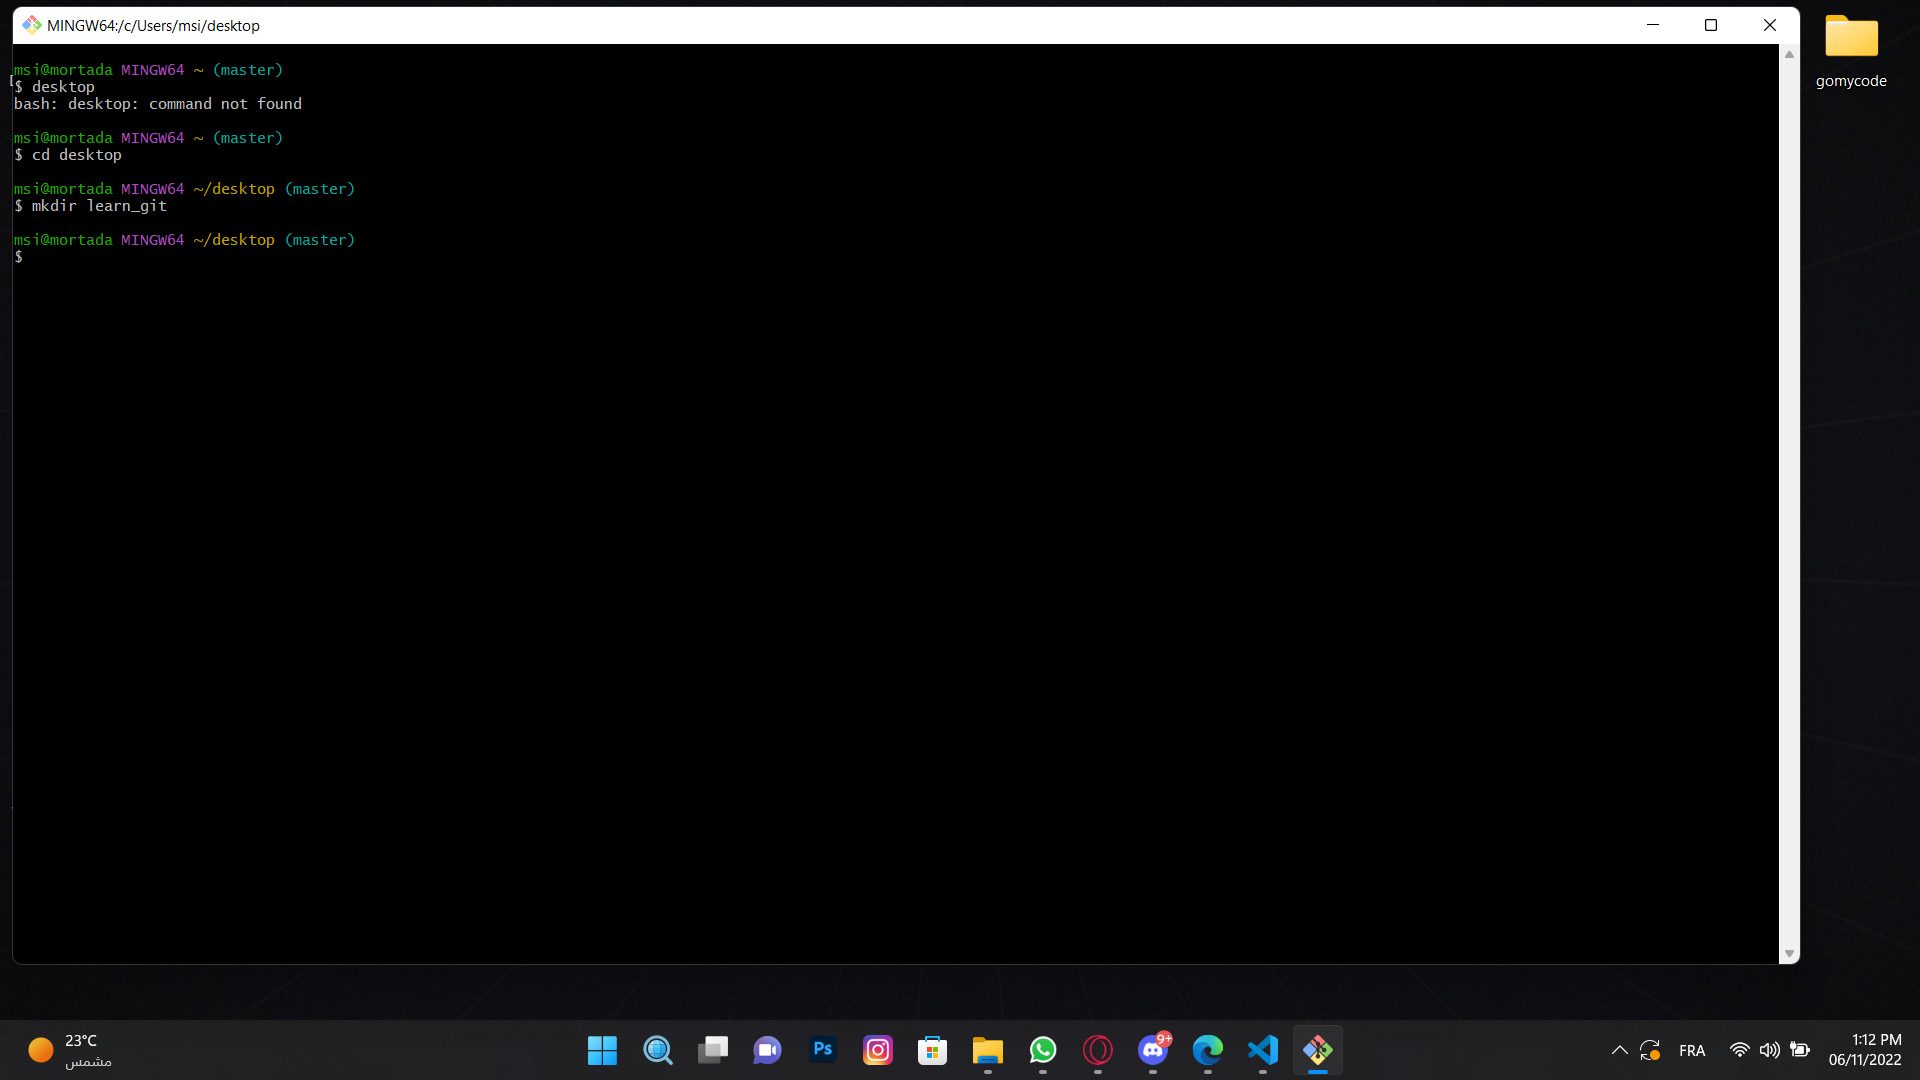 MINGW64:/c/Users/msi/desktop
msi@mortada MINGW64 ~ (master)
$ desktop
bash: desktop: command not found
msi@mortada MINGW64 ~ (master)
$ cd desktop
msi@mortada MINGW64 ~/desktop (master)
$ mkdir learn_git
msi@mortada MINGW64 ~/desktop (master)
$
gomycode
23°C
مشمس
Ps
9+
FRA
1:12 PM
06/11/2022